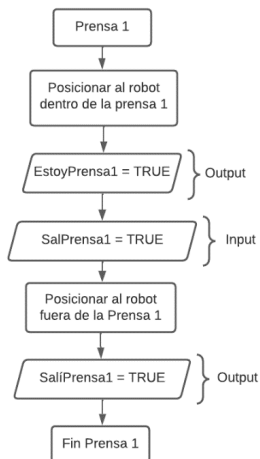 Prensa 1
Posicionar al robot
dentro de la prensa 1
EstoyPrensa1 = TRUE
Output
SalPrensa1 = TRUE
Input
Posicionar al robot
fuera de la Prensa 1
SalíPrensa1 = TRUE
Output
Fin Prensa 1